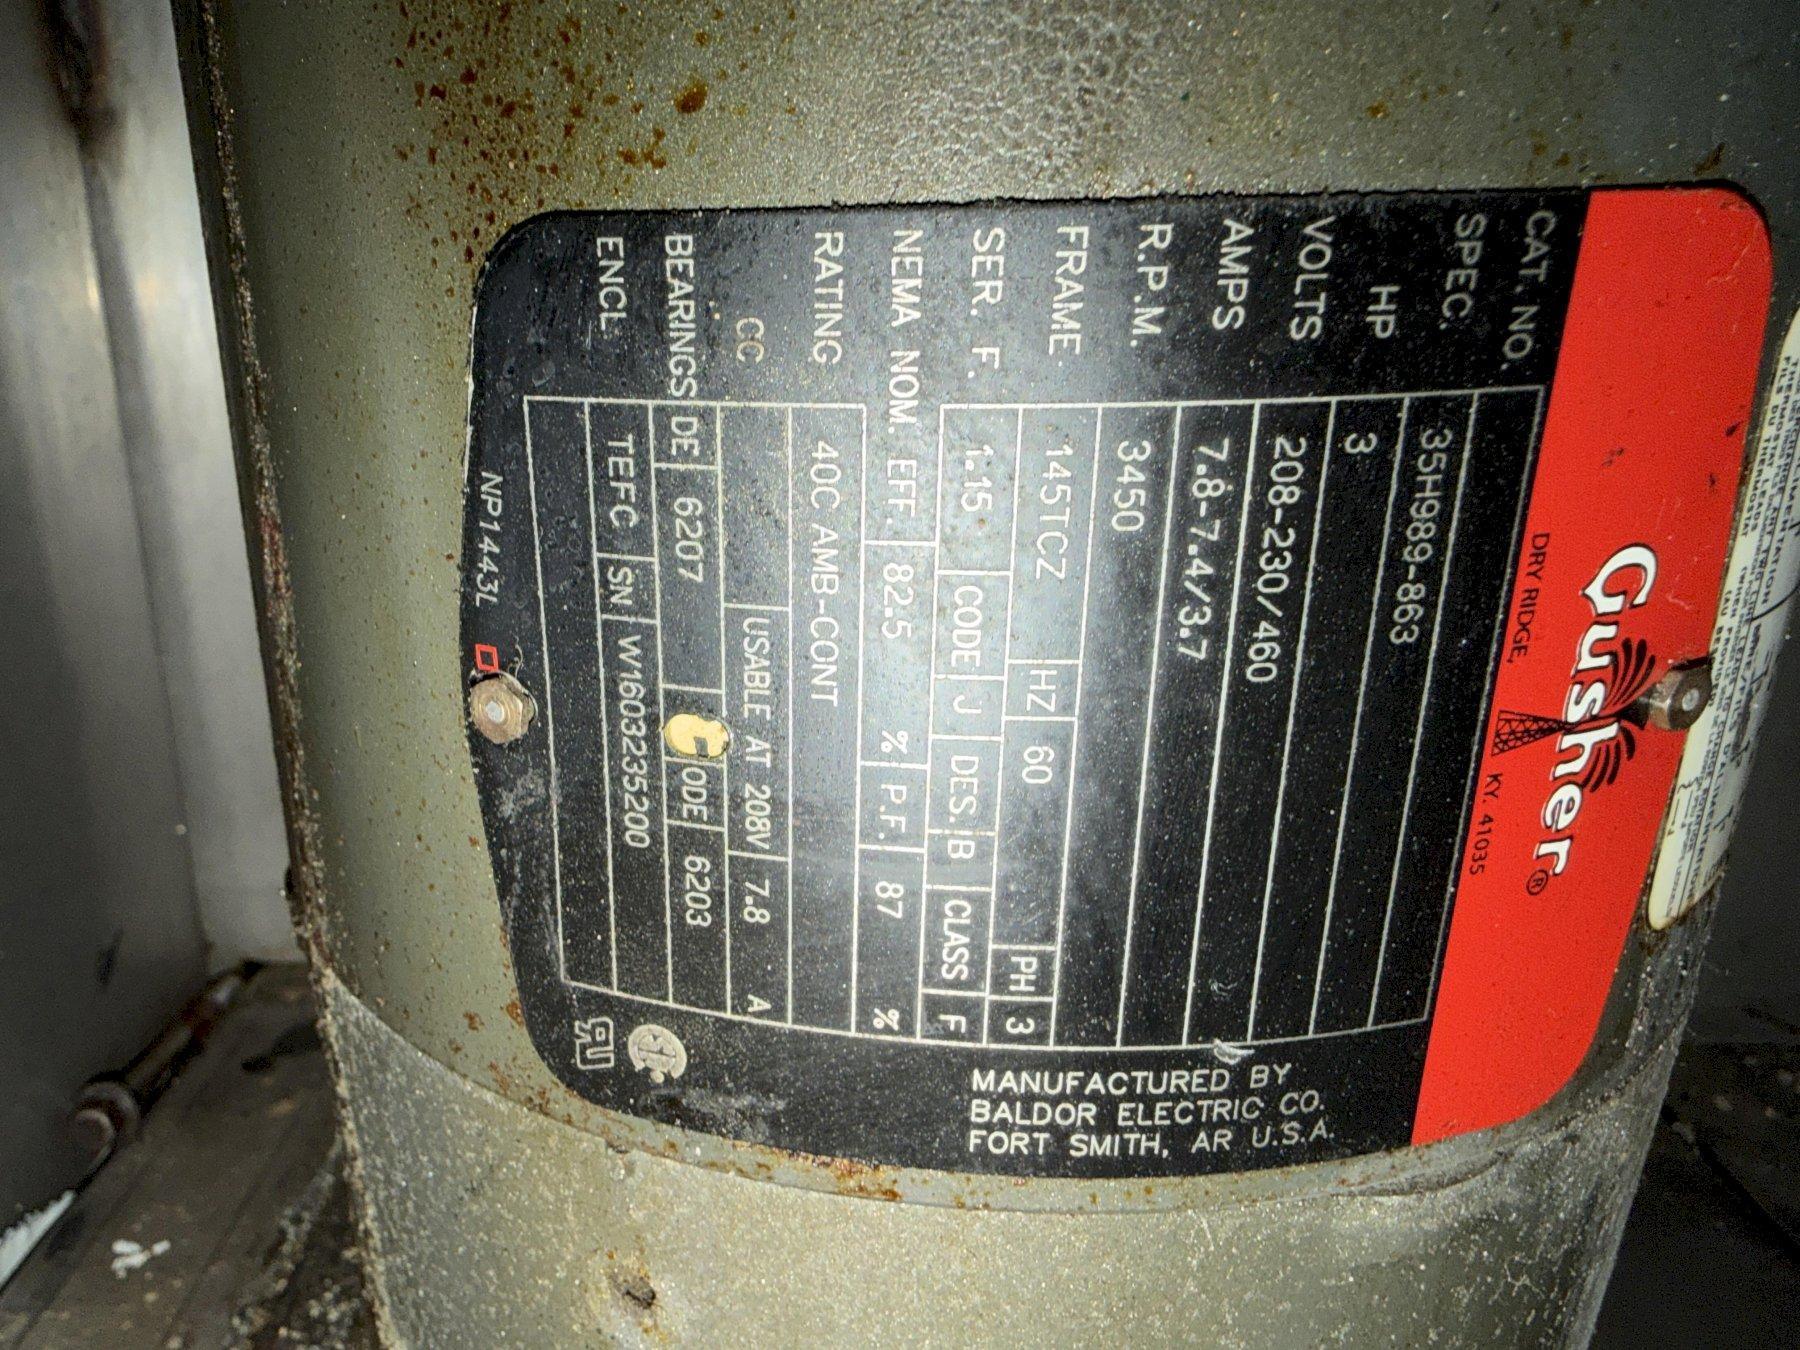 Gusher®
DRY RIDGE, KY. 41035
CAT. NO.
SPEC. 35H989-863
HP 3
VOLTS 208-230/460
AMPS 7.8-7.4/3.7
R.P.M. 3450
FRAME 145TCZ HZ 60 PH 3
SER. F. 1.15 CODE J DES. B CLASS F
NEMA NOM. EFF. 82.5 % P.F. 87 %
RATING 40C AMB-CONT
CC USABLE AT 208V 7.8 A
BEARINGS DE 6207 ODE 6203
ENCL TEFC SN W1603235200
NP1443L
MANUFACTURED BY
BALDOR ELECTRIC CO.
FORT SMITH, AR U.S.A.